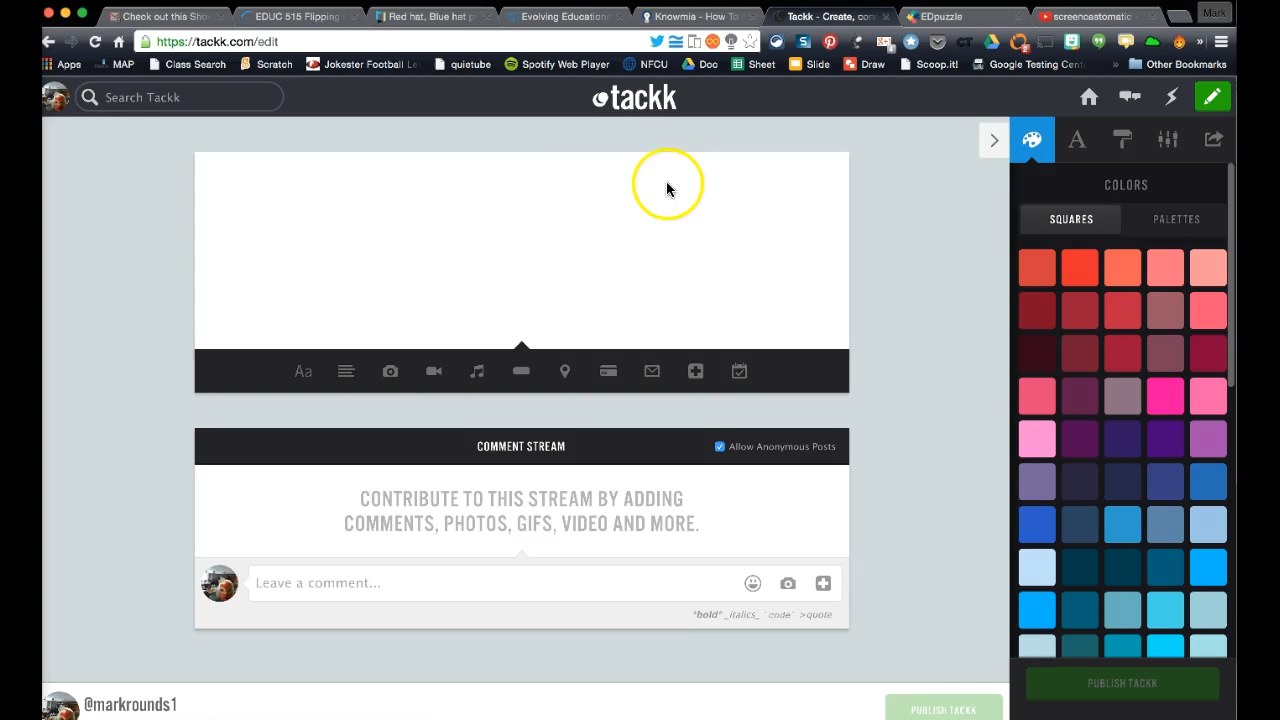 Check out this Sho
EDUC 515 Flipping
Red hat, Blue hat p
Evolving Education
Knowmia - How To
Tackk - Create, con
EDpuzzle
screencastomatic
Mark
https://tackk.com/edit
Apps
MAP
Class Search
Scratch
Jokester Football Le
quietube
Spotify Web Player
NFCU
Doc
Sheet
Slide
Draw
Scoop.it!
Google Testing Cent
»
Other Bookmarks
Search Tackk
tackk
COLORS
SQUARES
PALETTES
Aa
COMMENT STREAM
Allow Anonymous Posts
CONTRIBUTE TO THIS STREAM BY ADDING
COMMENTS, PHOTOS, GIFS, VIDEO AND MORE.
Leave a comment...
*bold* _italics_ `code` >quote
PUBLISH TACKK
@markrounds1
PUBLISH TACKK